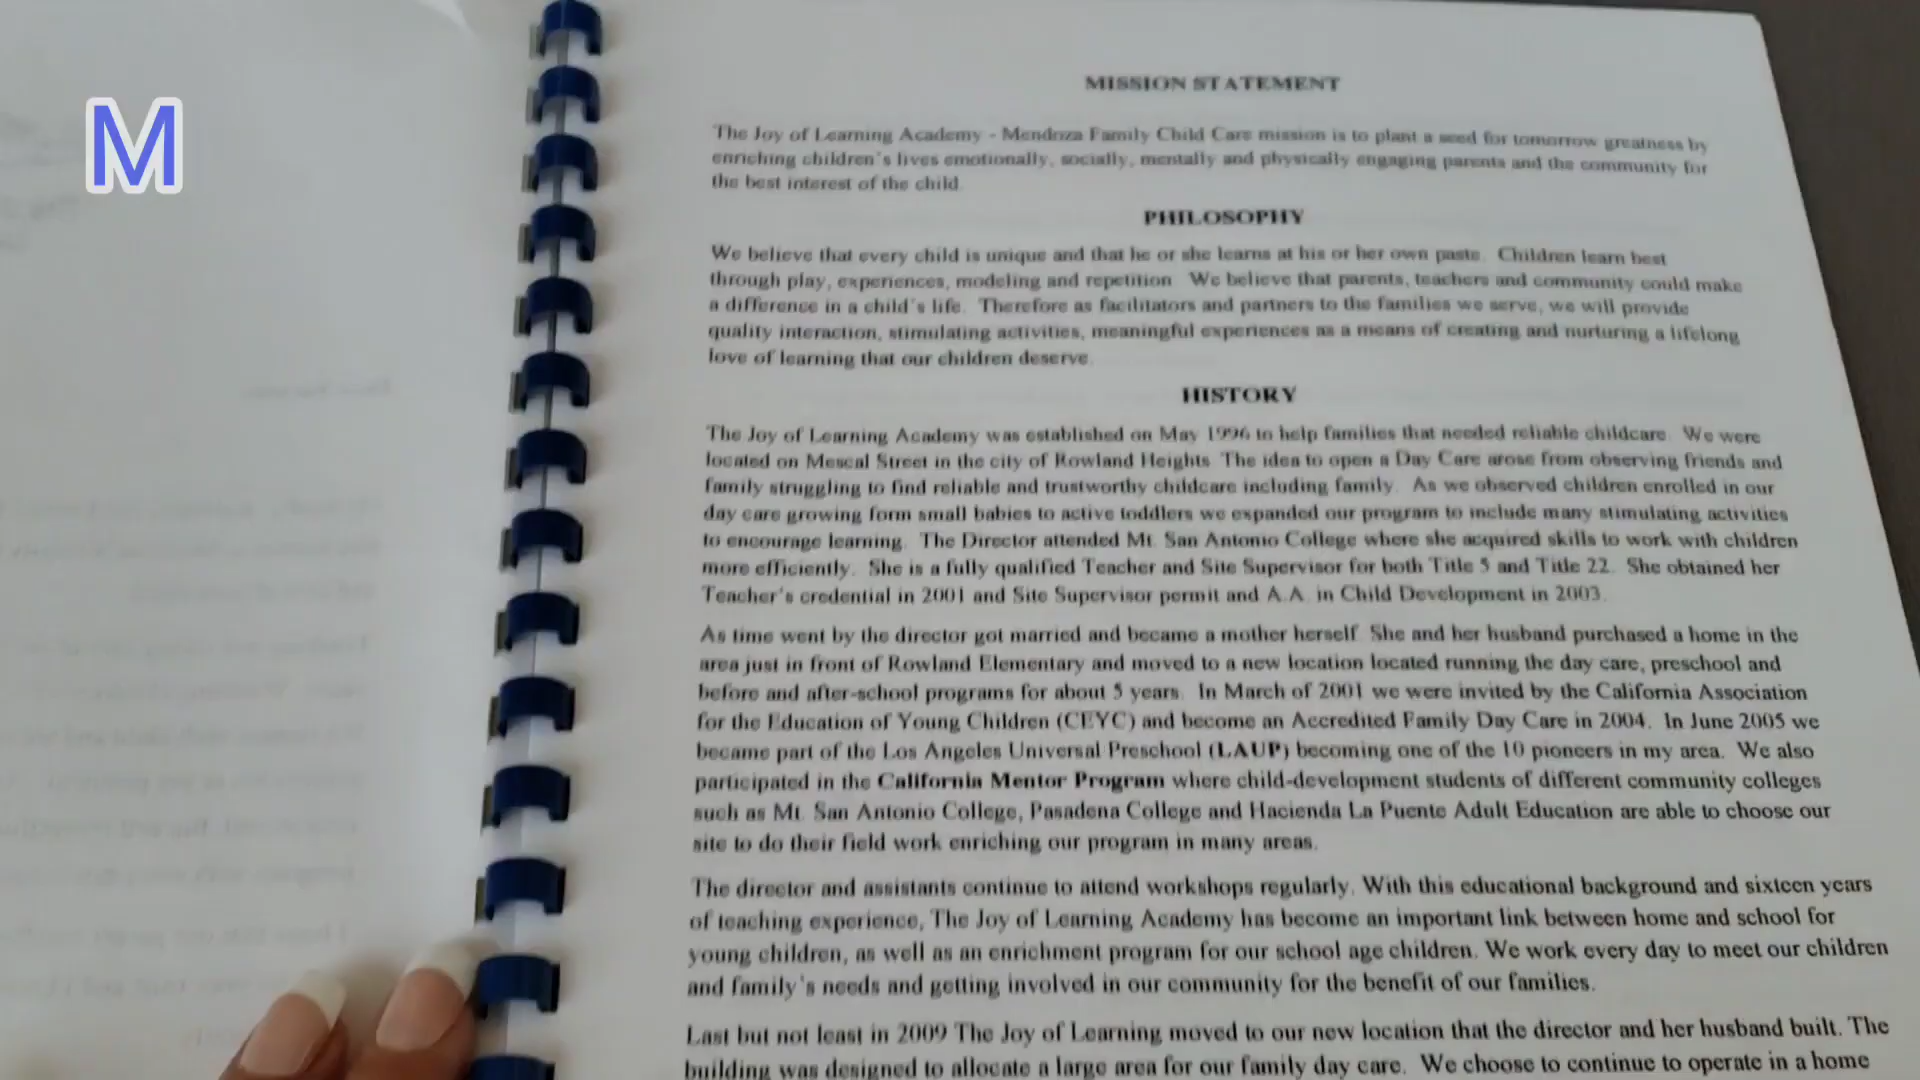 M
MISSION STATEMENT
The Joy of Learning Academy - Mendoza Family Child Care mission is to plant a seed for tomorrow greatness by
enriching children's lives emotionally, socially, mentally and physically engaging parents and the community for
the best interest of the child.
PHILOSOPHY
We believe that every child is unique and that he or she learns at his or her own paste. Children learn best
through play, experiences, modeling and repetition We believe that parents, teachers and community could make
a difference in a child's life. Therefore as facilitators and partners to the families we serve, we will provide
quality interaction, stimulating activities, meaningful experiences as a means of creating and nurturing a lifelong
love of learning that our children deserve.
HISTORY
The Joy of Learning Academy was established on May 1996 to help families that needed reliable childcare. We were
located on Mescal Street in the city of Rowland Heights The idea to open a Day Care arose from observing friends and
family struggling to find reliable and trustworthy childcare including family. As we observed children enrolled in our
day care growing form small babies to active toddlers we expanded our program to include many stimulating activities
to encourage learning. The Director attended Mt. San Antonio College where she acquired skills to work with children
more efficiently. She is a fully qualified Teacher and Site Supervisor for both Title 5 and Title 22. She obtained her
Teacher's credential in 2001 and Site Supervisor permit and A.A. in Child Development in 2003.
As time went by the director got married and became a mother herself. She and her husband purchased a home in the
area just in front of Rowland Elementary and moved to a new location located running the day care, preschool and
before and after-school programs for about 5 years. In March of 2001 we were invited by the California Association
for the Education of Young Children (CEYC) and become an Accredited Family Day Care in 2004. In June 2005 we
became part of the Los Angeles Universal Preschool (LAUP) becoming one of the 10 pioneers in my area. We also
participated in the California Mentor Program where child-development students of different community colleges
such as Mt. San Antonio College, Pasadena College and Hacienda La Puente Adult Education are able to choose our
site to do their field work enriching our program in many areas.
The director and assistants continue to attend workshops regularly. With this educational background and sixteen years
of teaching experience, The Joy of Learning Academy has become an important link between home and school for
young children, as well as an enrichment program for our school age children. We work every day to meet our children
and family's needs and getting involved in our community for the benefit of our families.
Last but not least in 2009 The Joy of Learning moved to our new location that the director and her husband built. The
building was designed to allocate a large area for our family day care. We choose to continue to operate in a home